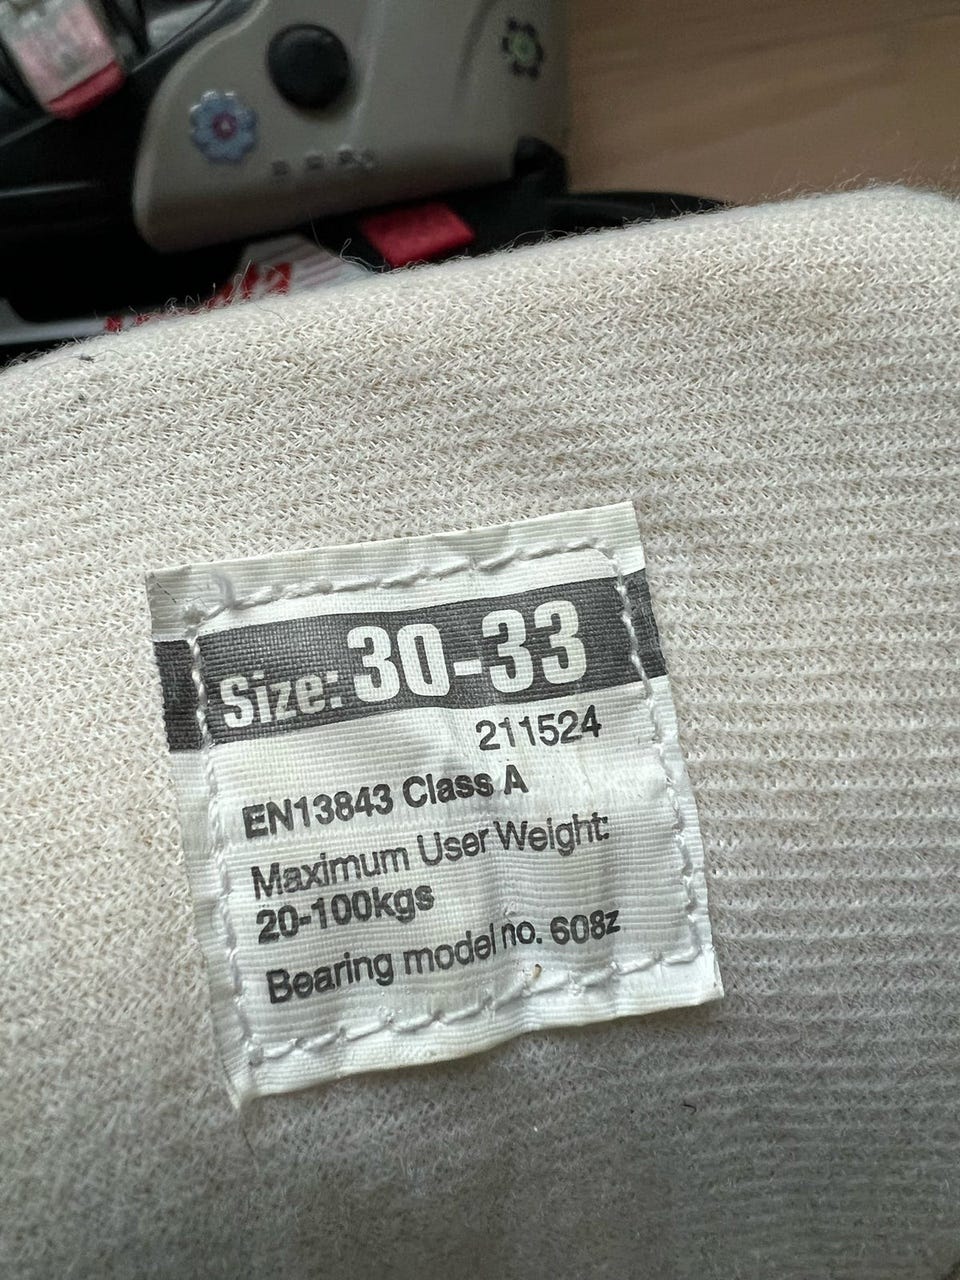 Size: 30-33
211524
EN13843 Class A
Maximum User Weight:
20-100kgs
Bearing model no. 608z